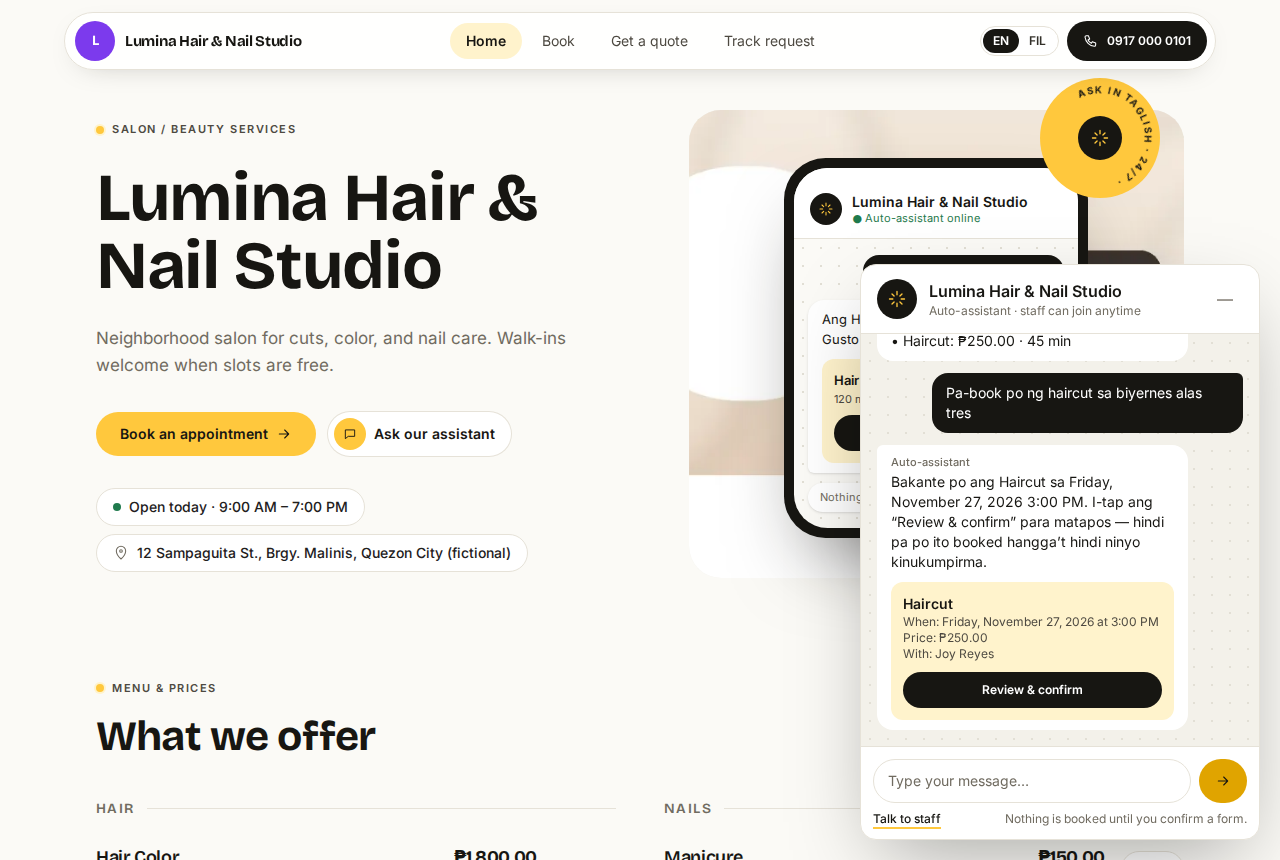 L
Lumina Hair & Nail Studio
Home
Book
Get a quote
Track request
EN
FIL
0917 000 0101
SALON / BEAUTY SERVICES
Lumina Hair &
Nail Studio
Neighborhood salon for cuts, color, and nail care. Walk-ins
welcome when slots are free.
Book an appointment →
Ask our assistant
Open today · 9:00 AM – 7:00 PM
12 Sampaguita St., Brgy. Malinis, Quezon City (fictional)
ASK IN TAGLISH · 24/7 ·
Lumina Hair & Nail Studio
Auto-assistant online
Ang
Gusto
120
Nothing
Lumina Hair & Nail Studio
Auto-assistant · staff can join anytime
• Haircut: ₱250.00 · 45 min
Pa-book po ng haircut sa biyernes alas
tres
Auto-assistant
Bakante po ang Haircut sa Friday,
November 27, 2026 3:00 PM. I-tap ang
“Review & confirm” para matapos — hindi
pa po ito booked hangga’t hindi ninyo
kinukumpirma.
Haircut
When: Friday, November 27, 2026 at 3:00 PM
Price: ₱250.00
With: Joy Reyes
Review & confirm
Type your message...
→
Talk to staff
Nothing is booked until you confirm a form.
MENU & PRICES
What we offer
HAIR
NAILS
Hair Color
₱1,800.00
Manicure
₱150.00